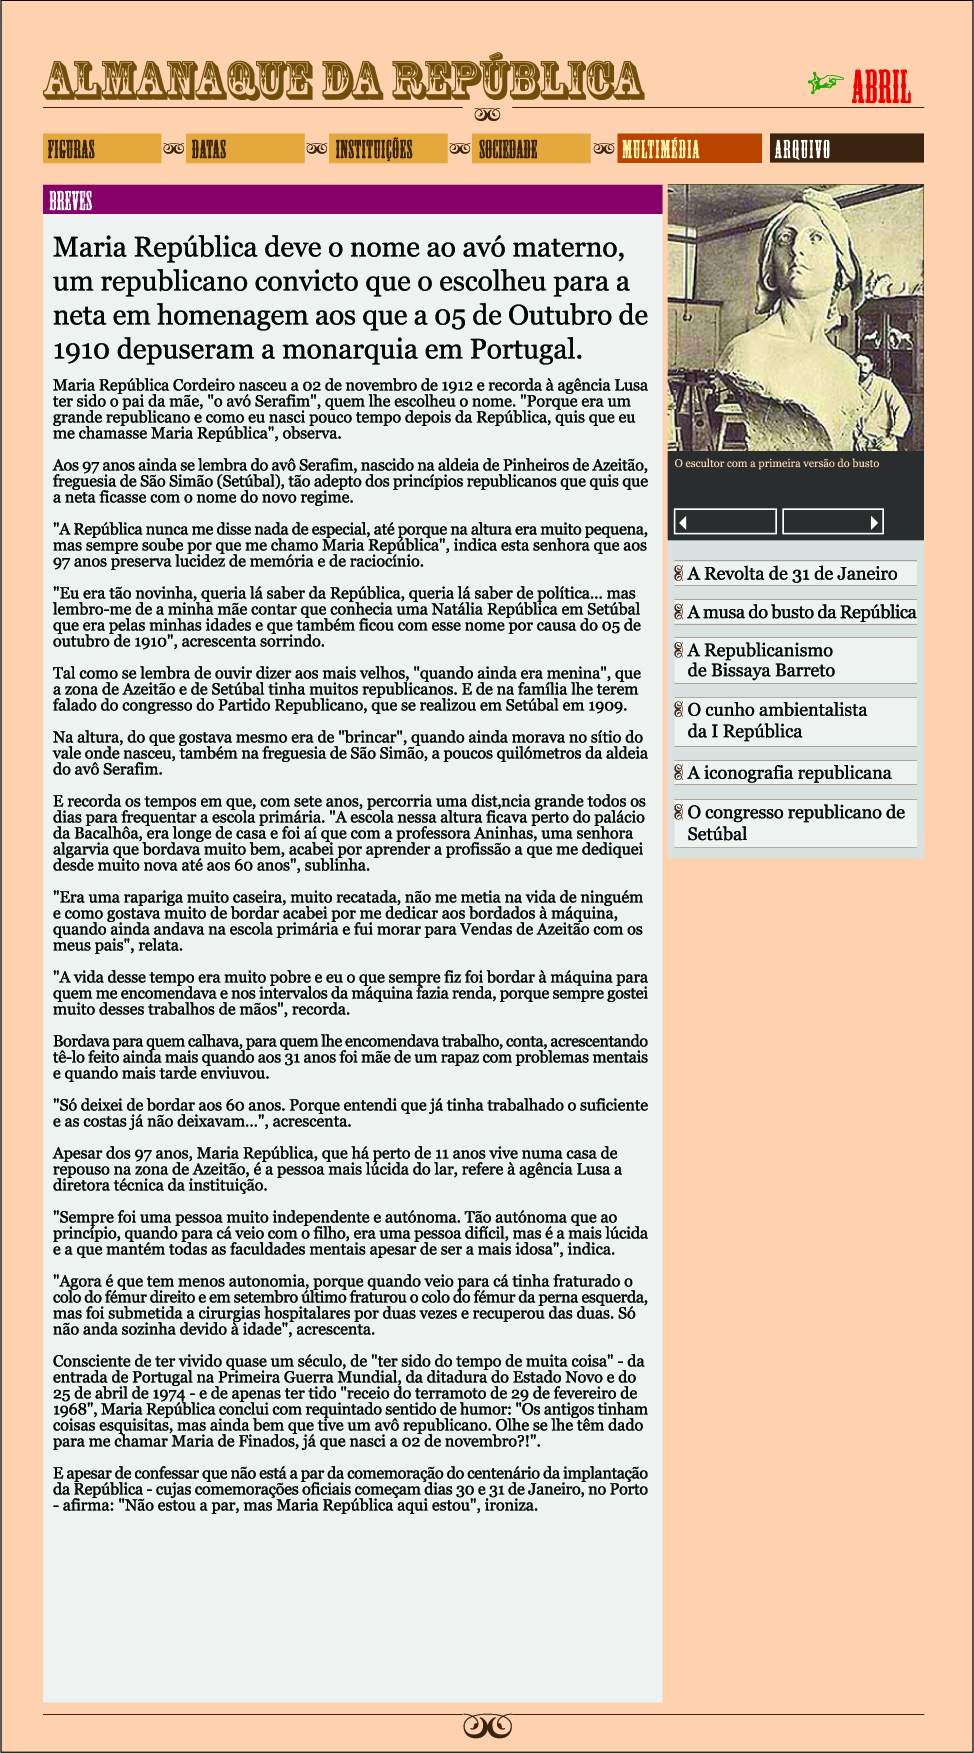 ALMANAQUE DA REPÚBLICA
ABRIL
FIGURAS
DATAS
INSTITUIÇÕES
SOCIEDADE
MULTIMÉDIA
ARQUIVO
BREVES
Maria República deve o nome ao avó materno,
um republicano convicto que o escolheu para a
neta em homenagem aos que a 05 de Outubro de
1910 depuseram a monarquia em Portugal.
Maria República Cordeiro nasceu a 02 de novembro de 1912 e recorda à agência Lusa
ter sido o pai da mãe, "o avó Serafim", quem lhe escolheu o nome. "Porque era um
grande republicano e como eu nasci pouco tempo depois da República, quis que eu
me chamasse Maria República", observa.
Aos 97 anos ainda se lembra do avô Serafim, nascido na aldeia de Pinheiros de Azeitão,
freguesia de São Simão (Setúbal), tão adepto dos princípios republicanos que quis que
a neta ficasse com o nome do novo regime.
"A República nunca me disse nada de especial, até porque na altura era muito pequena,
mas sempre soube por que me chamo Maria República", indica esta senhora que aos
97 anos preserva lucidez de memória e de raciocínio.
"Eu era tão novinha, queria lá saber da República, queria lá saber de política... mas
lembro-me de a minha mãe contar que conhecia uma Natália República em Setúbal
que era pelas minhas idades e que também ficou com esse nome por causa do 05 de
outubro de 1910", acrescenta sorrindo.
Tal como se lembra de ouvir dizer aos mais velhos, "quando ainda era menina", que
a zona de Azeitão e de Setúbal tinha muitos republicanos. E de na família lhe terem
falado do congresso do Partido Republicano, que se realizou em Setúbal em 1909.
Na altura, do que gostava mesmo era de "brincar", quando ainda morava no sítio do
vale onde nasceu, também na freguesia de São Simão, a poucos quilómetros da aldeia
do avô Serafim.
E recorda os tempos em que, com sete anos, percorria uma dist,ncia grande todos os
dias para frequentar a escola primária. "A escola nessa altura ficava perto do palácio
da Bacalhôa, era longe de casa e foi aí que com a professora Aninhas, uma senhora
algarvia que bordava muito bem, acabei por aprender a profissão a que me dediquei
desde muito nova até aos 60 anos", sublinha.
"Era uma rapariga muito caseira, muito recatada, não me metia na vida de ninguém
e como gostava muito de bordar acabei por me dedicar aos bordados à máquina,
quando ainda andava na escola primária e fui morar para Vendas de Azeitão com os
meus pais", relata.
"A vida desse tempo era muito pobre e eu o que sempre fiz foi bordar à máquina para
quem me encomendava e nos intervalos da máquina fazia renda, porque sempre gostei
muito desses trabalhos de mãos", recorda.
Bordava para quem calhava, para quem lhe encomendava trabalho, conta, acrescentando
tê-lo feito ainda mais quando aos 31 anos foi mãe de um rapaz com problemas mentais
e quando mais tarde enviuvou.
"Só deixei de bordar aos 60 anos. Porque entendi que já tinha trabalhado o suficiente
e as costas já não deixavam...", acrescenta.
Apesar dos 97 anos, Maria República, que há perto de 11 anos vive numa casa de
repouso na zona de Azeitão, é a pessoa mais lúcida do lar, refere à agência Lusa a
diretora técnica da instituição.
"Sempre foi uma pessoa muito independente e autónoma. Tão autónoma que ao
princípio, quando para cá veio com o filho, era uma pessoa difícil, mas é a mais lúcida
e a que mantém todas as faculdades mentais apesar de ser a mais idosa", indica.
"Agora é que tem menos autonomia, porque quando veio para cá tinha fraturado o
colo do fémur direito e em setembro último fraturou o colo do fémur da perna esquerda,
mas foi submetida a cirurgias hospitalares por duas vezes e recuperou das duas. Só
não anda sozinha devido à idade", acrescenta.
Consciente de ter vivido quase um século, de "ter sido do tempo de muita coisa" - da
entrada de Portugal na Primeira Guerra Mundial, da ditadura do Estado Novo e do
25 de abril de 1974 - e de apenas ter tido "receio do terramoto de 29 de fevereiro de
1968", Maria República conclui com requintado sentido de humor: "Os antigos tinham
coisas esquisitas, mas ainda bem que tive um avô republicano. Olhe se lhe têm dado
para me chamar Maria de Finados, já que nasci a 02 de novembro?!".
E apesar de confessar que não está a par da comemoração do centenário da implantação
da República - cujas comemorações oficiais começam dias 30 e 31 de Janeiro, no Porto
- afirma: "Não estou a par, mas Maria República aqui estou", ironiza.
O escultor com a primeira versão do busto
A Revolta de 31 de Janeiro
A musa do busto da República
A Republicanismo
de Bissaya Barreto
O cunho ambientalista
da I República
A iconografia republicana
O congresso republicano de
Setúbal